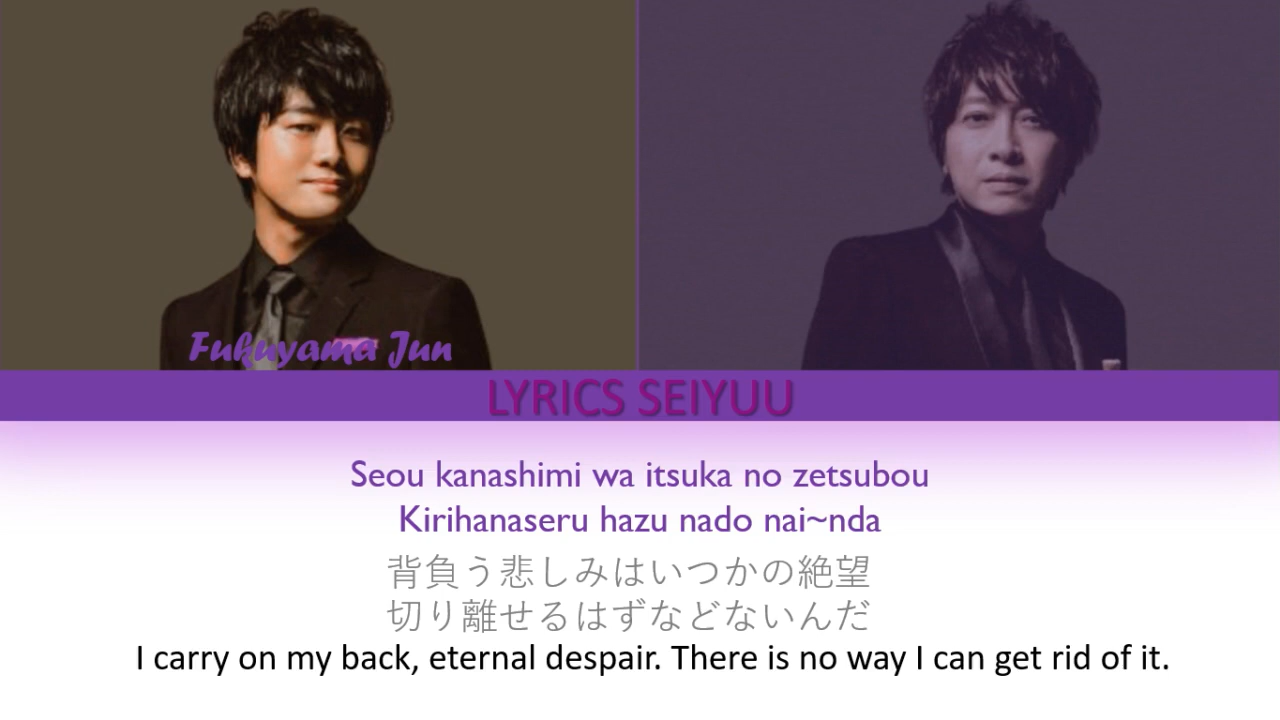 Fukuyama Jun
LYRICS SEIYUU
Seou kanashimi wa itsuka no zetsubou
Kirihanaseru hazu nado nai~nda
背負う悲しみはいつかの絶望
切り離せるはずなどないんだ
I carry on my back, eternal despair. There is no way I can get rid of it.